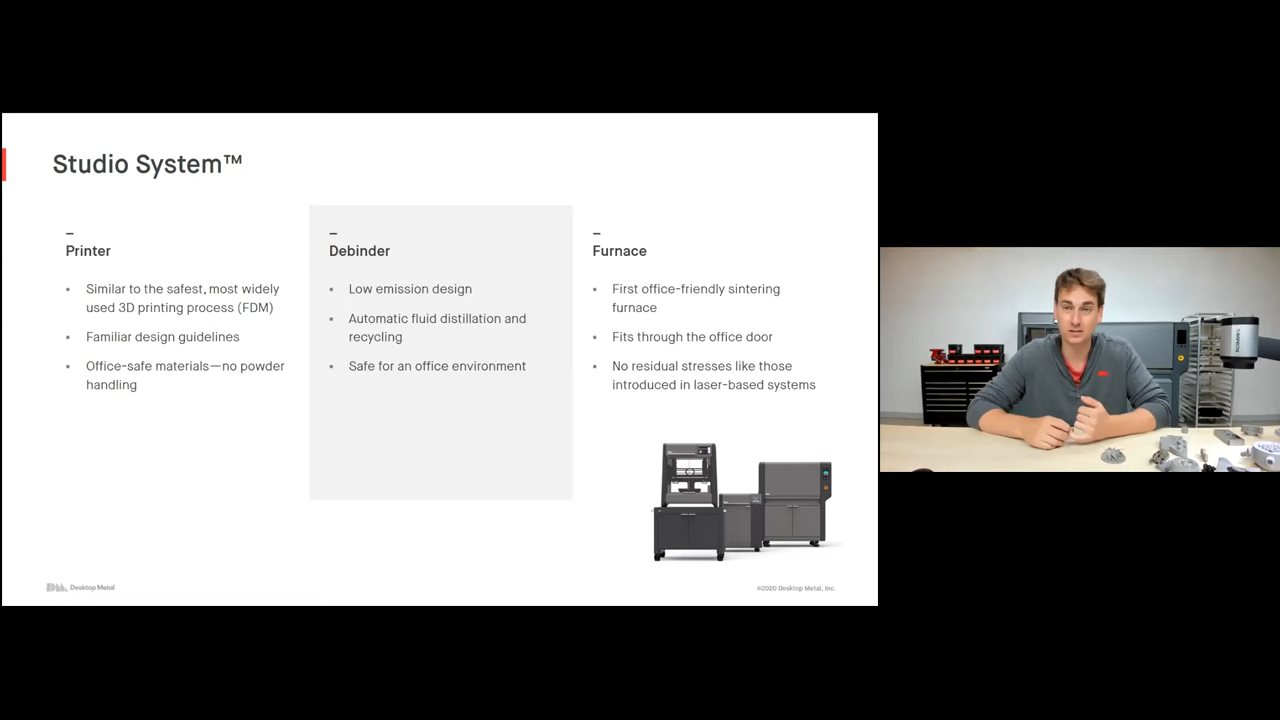 Studio System™
–
Printer
▪ Similar to the safest, most widely
used 3D printing process (FDM)
▪ Familiar design guidelines
▪ Office-safe materials—no powder
handling
–
Debinder
▪ Low emission design
▪ Automatic fluid distillation and
recycling
▪ Safe for an office environment
–
Furnace
▪ First office-friendly sintering
furnace
▪ Fits through the office door
▪ No residual stresses like those
introduced in laser-based systems
Desktop Metal
©2020 Desktop Metal, Inc.